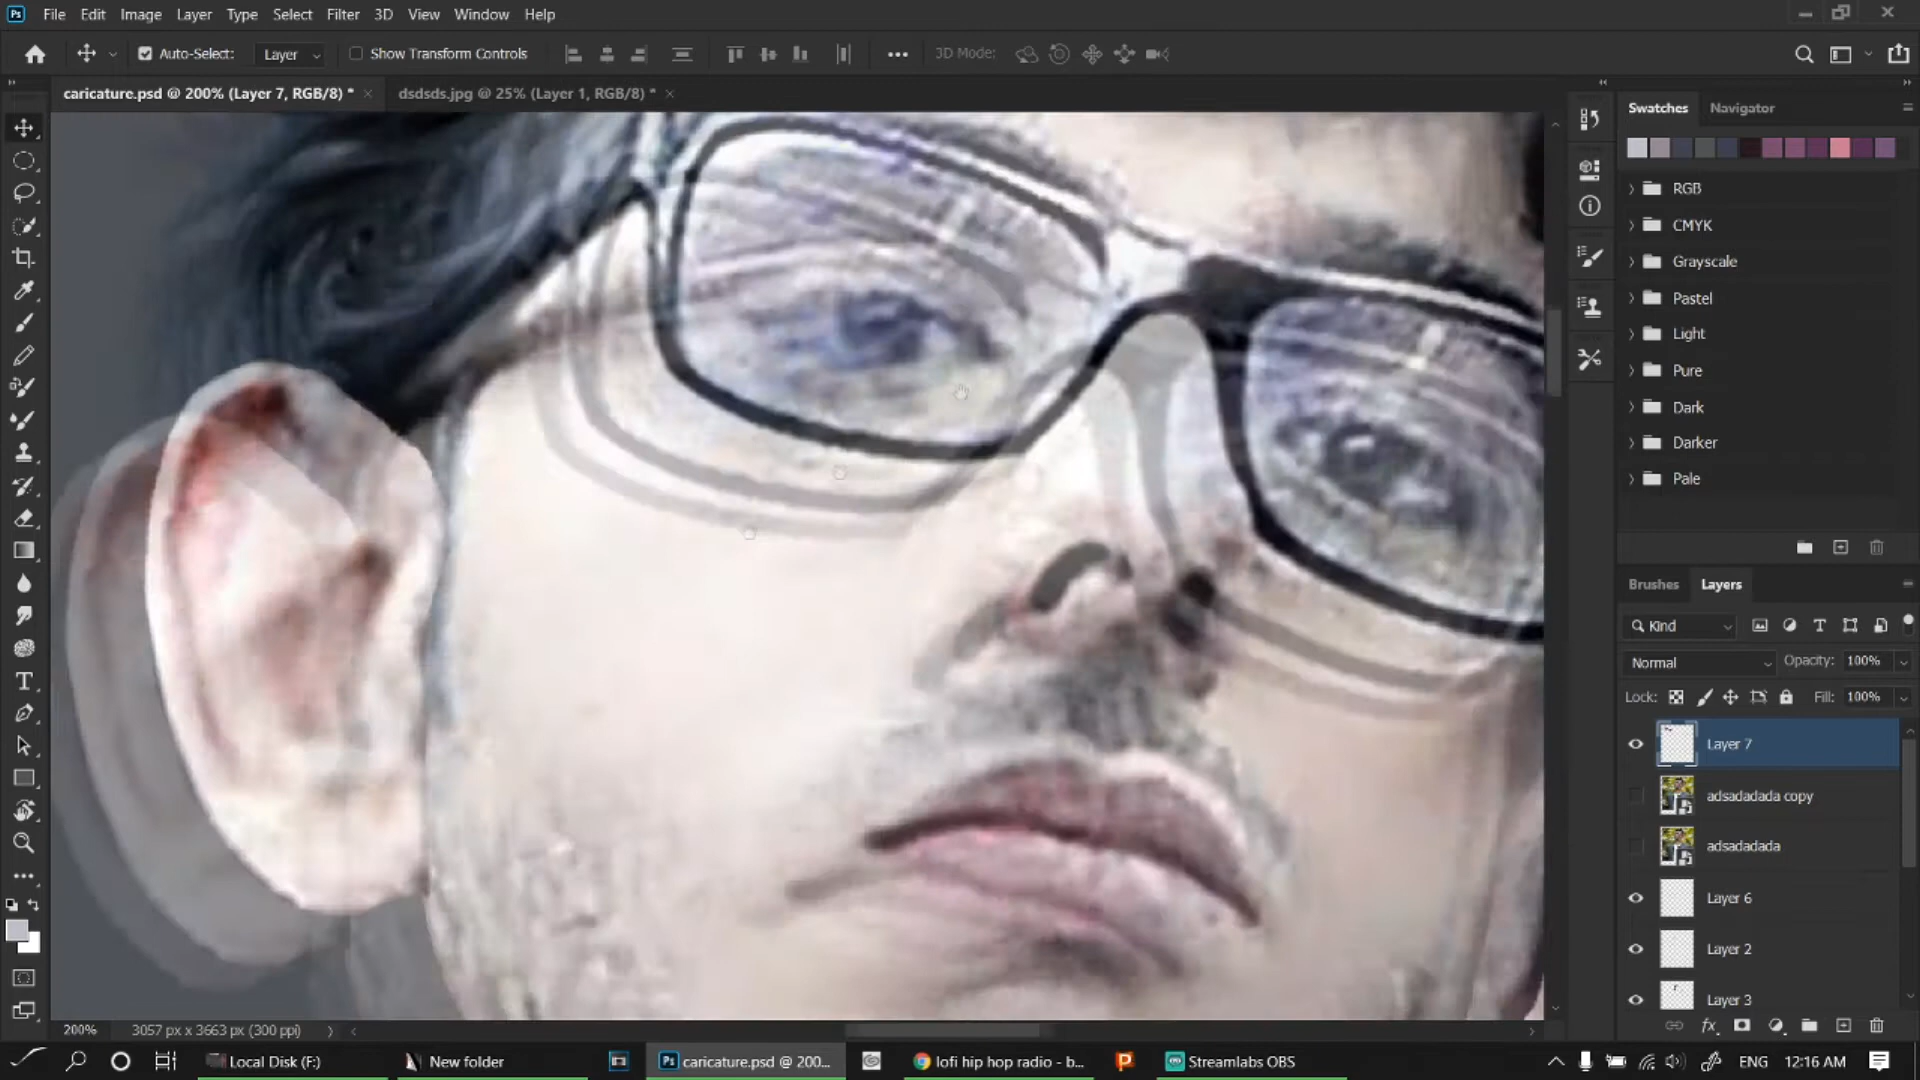 Ps File Edit Image Layer Type Select Filter 3D View Window Help
Auto-Select: Layer Show Transform Controls 3D Mode:
caricature.psd @ 200% (Layer 7, RGB/8) * dsdsds.jpg @ 25% (Layer 1, RGB/8) *
Swatches Navigator
RGB
CMYK
Grayscale
Pastel
Light
Pure
Dark
Darker
Pale
Brushes Layers
Kind
Normal Opacity: 100%
Lock: Fill: 100%
Layer 7
adsadadada copy
adsadadada
Layer 6
Layer 2
Layer 3
200% 3057 px x 3663 px (300 ppi)
Local Disk (F:) New folder Ps caricature.psd @ 200... lofi hip hop radio - b... P Streamlabs OBS ENG 12:16 AM